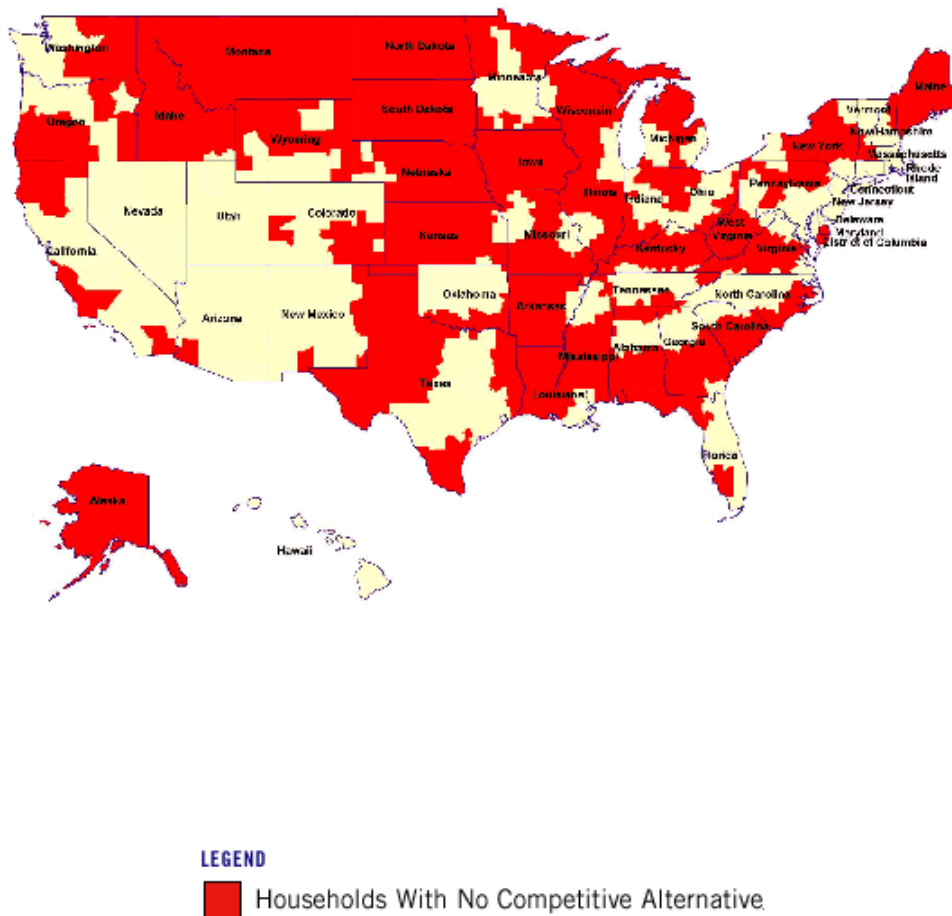 Washington
Montana
North Dakota
Minnesota
Maine
Oregon
Idaho
South Dakota
Wisconsin
Vermont
New Hampshire
Wyoming
Michigan
New York
Massachusetts
Rhode
Island
Iowa
Nebraska
Pennsylvania
Connecticut
New Jersey
Illinois
Indiana
Ohio
Nevada
Utah
Colorado
Delaware
Maryland
District of Columbia
West
Virginia
Virginia
Kansas
Missouri
Kentucky
California
Tennessee
North Carolina
Oklahoma
Arkansas
Arizona
New Mexico
South Carolina
Mississippi
Alabama
Georgia
Texas
Louisiana
Florida
Alaska
Hawaii
LEGEND
Households With No Competitive Alternative